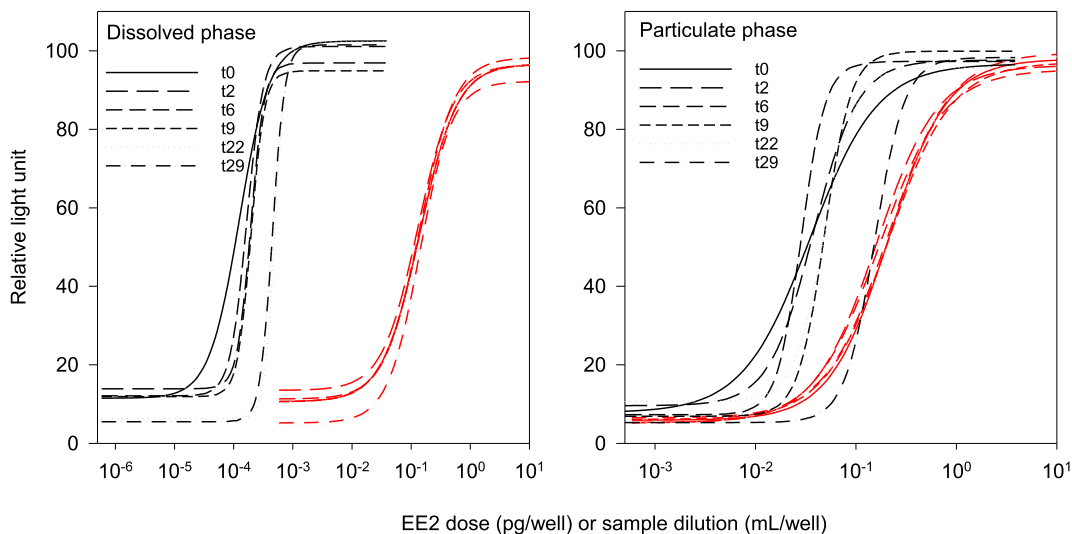 Dissolved phase
t0
t2
t6
t9
t22
t29
Particulate phase
t0
t2
t6
t9
t22
t29
Relative light unit
100
80
60
40
20
0
100
80
60
40
20
0
10-6 10-5 10-4 10-3 10-2 10-1 100 101
10-3 10-2 10-1 100 101
EE2 dose (pg/well) or sample dilution (mL/well)